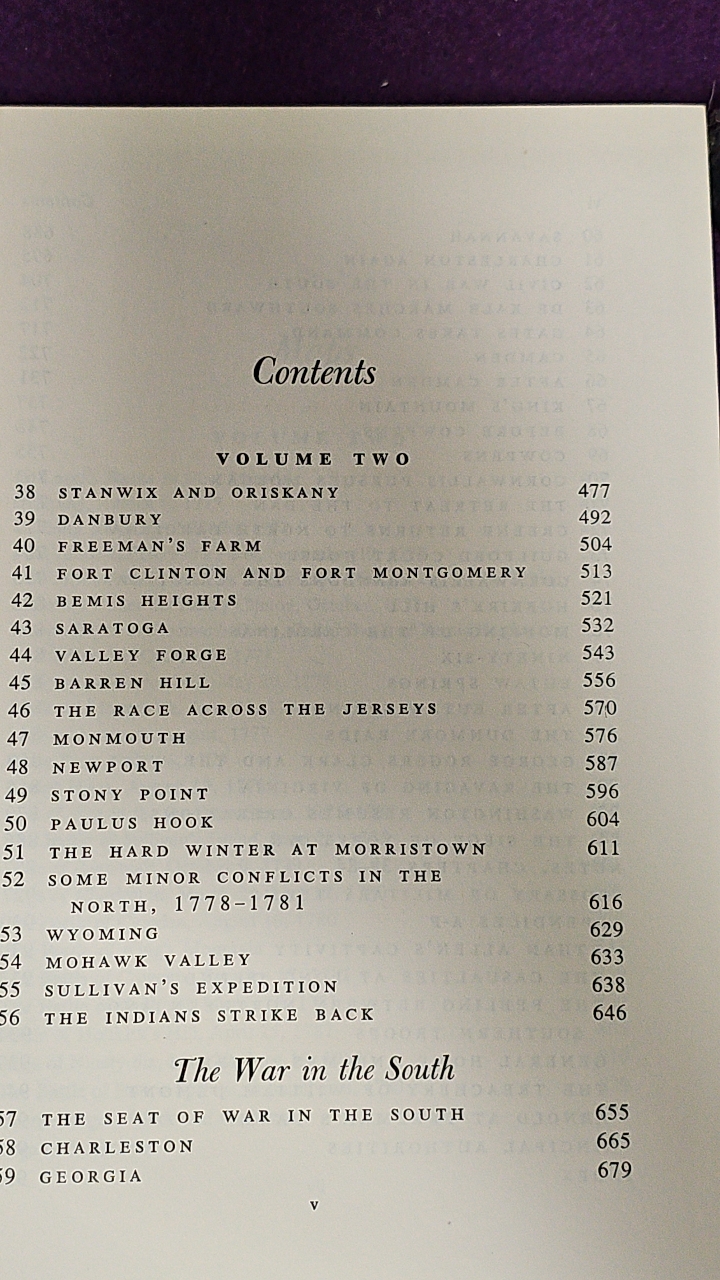 Contents
VOLUME TWO
38 STANWIX AND ORISKANY 477
39 DANBURY 492
40 FREEMAN'S FARM 504
41 FORT CLINTON AND FORT MONTGOMERY 513
42 BEMIS HEIGHTS 521
43 SARATOGA 532
44 VALLEY FORGE 543
45 BARREN HILL 556
46 THE RACE ACROSS THE JERSEYS 570
47 MONMOUTH 576
48 NEWPORT 587
49 STONY POINT 596
50 PAULUS HOOK 604
51 THE HARD WINTER AT MORRISTOWN 611
52 SOME MINOR CONFLICTS IN THE
NORTH, 1778–1781 616
53 WYOMING 629
54 MOHAWK VALLEY 633
55 SULLIVAN'S EXPEDITION 638
56 THE INDIANS STRIKE BACK 646
The War in the South
57 THE SEAT OF WAR IN THE SOUTH 655
58 CHARLESTON 665
59 GEORGIA 679
v